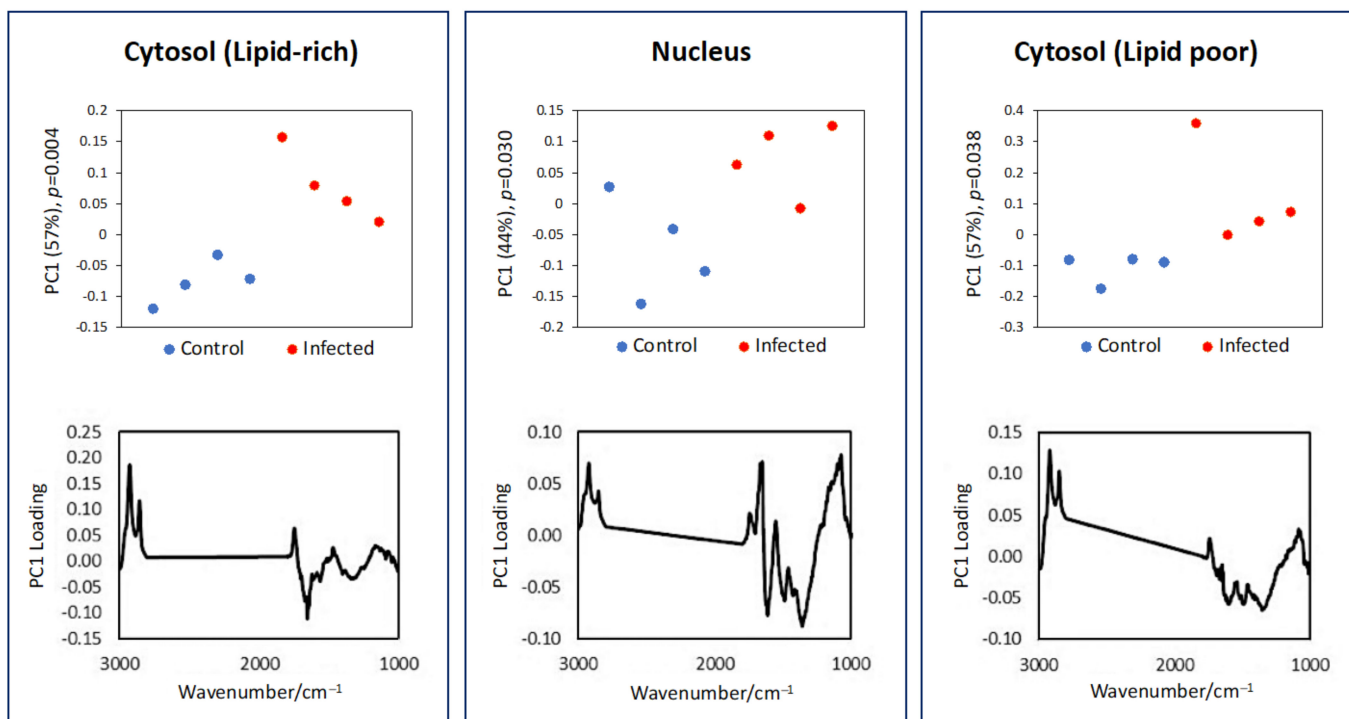 Cytosol (Lipid-rich)
PC1 (57%), p=0.004
0.2
0.15
0.1
0.05
0
-0.05
-0.1
-0.15
Control
Infected
PC1 Loading
0.25
0.20
0.15
0.10
0.05
0.00
-0.05
-0.10
-0.15
3000
2000
1000
Wavenumber/cm⁻¹
Nucleus
PC1 (44%), p=0.030
0.15
0.1
0.05
0
-0.05
-0.1
-0.15
-0.2
Control
Infected
PC1 Loading
0.10
0.05
0.00
-0.05
-0.10
3000
2000
1000
Wavenumber/cm⁻¹
Cytosol (Lipid poor)
PC1 (57%), p=0.038
0.4
0.3
0.2
0.1
0
-0.1
-0.2
-0.3
Control
Infected
PC1 Loading
0.15
0.10
0.05
0.00
-0.05
-0.10
3000
2000
1000
Wavenumber/cm⁻¹